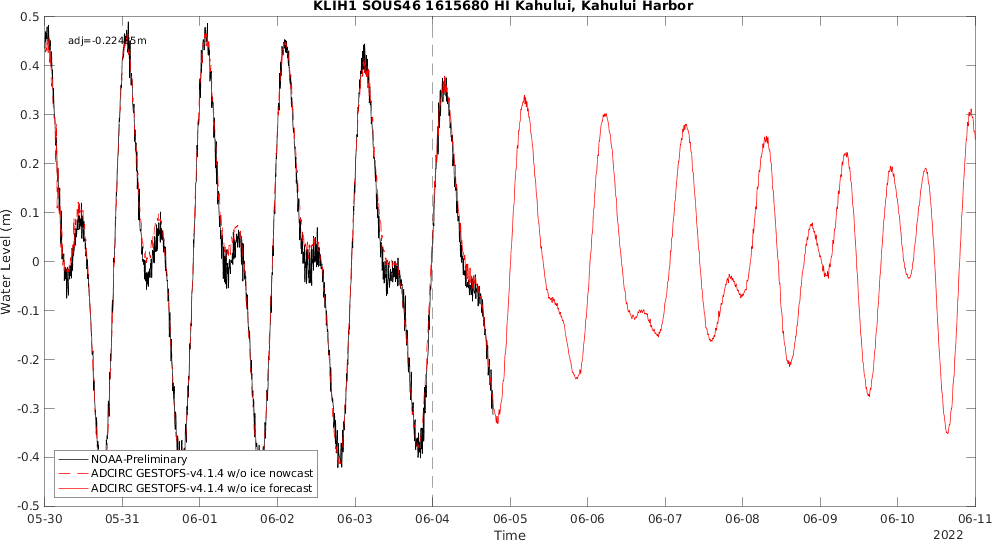 KLIH1 SOUS46 1615680 HI Kahului, Kahului Harbor
0.5
0.4
0.3
0.2
0.1
0
-0.1
-0.2
-0.3
-0.4
-0.5
Water Level (m)
NOAA-Preliminary
ADCIRC GESTOFS-v4.1.4 w/o ice nowcast
ADCIRC GESTOFS-v4.1.4 w/o ice forecast
05-30 05-31 06-01 06-02 06-03 06-04 06-05 06-06 06-07 06-08 06-09 06-10 06-11
Time
2022